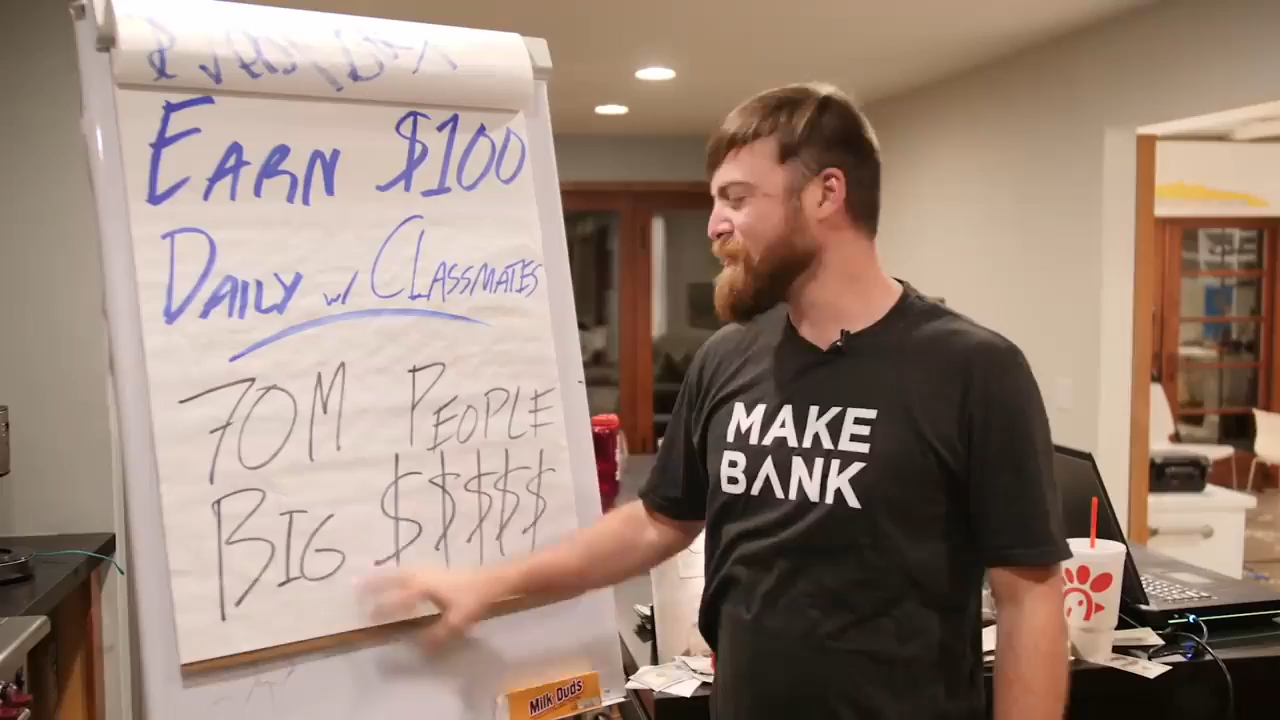 EARN $100
DAILY w/ CLASSMATES
70M PEOPLE
BIG $$$$$
MAKE
BANK
Milk Duds